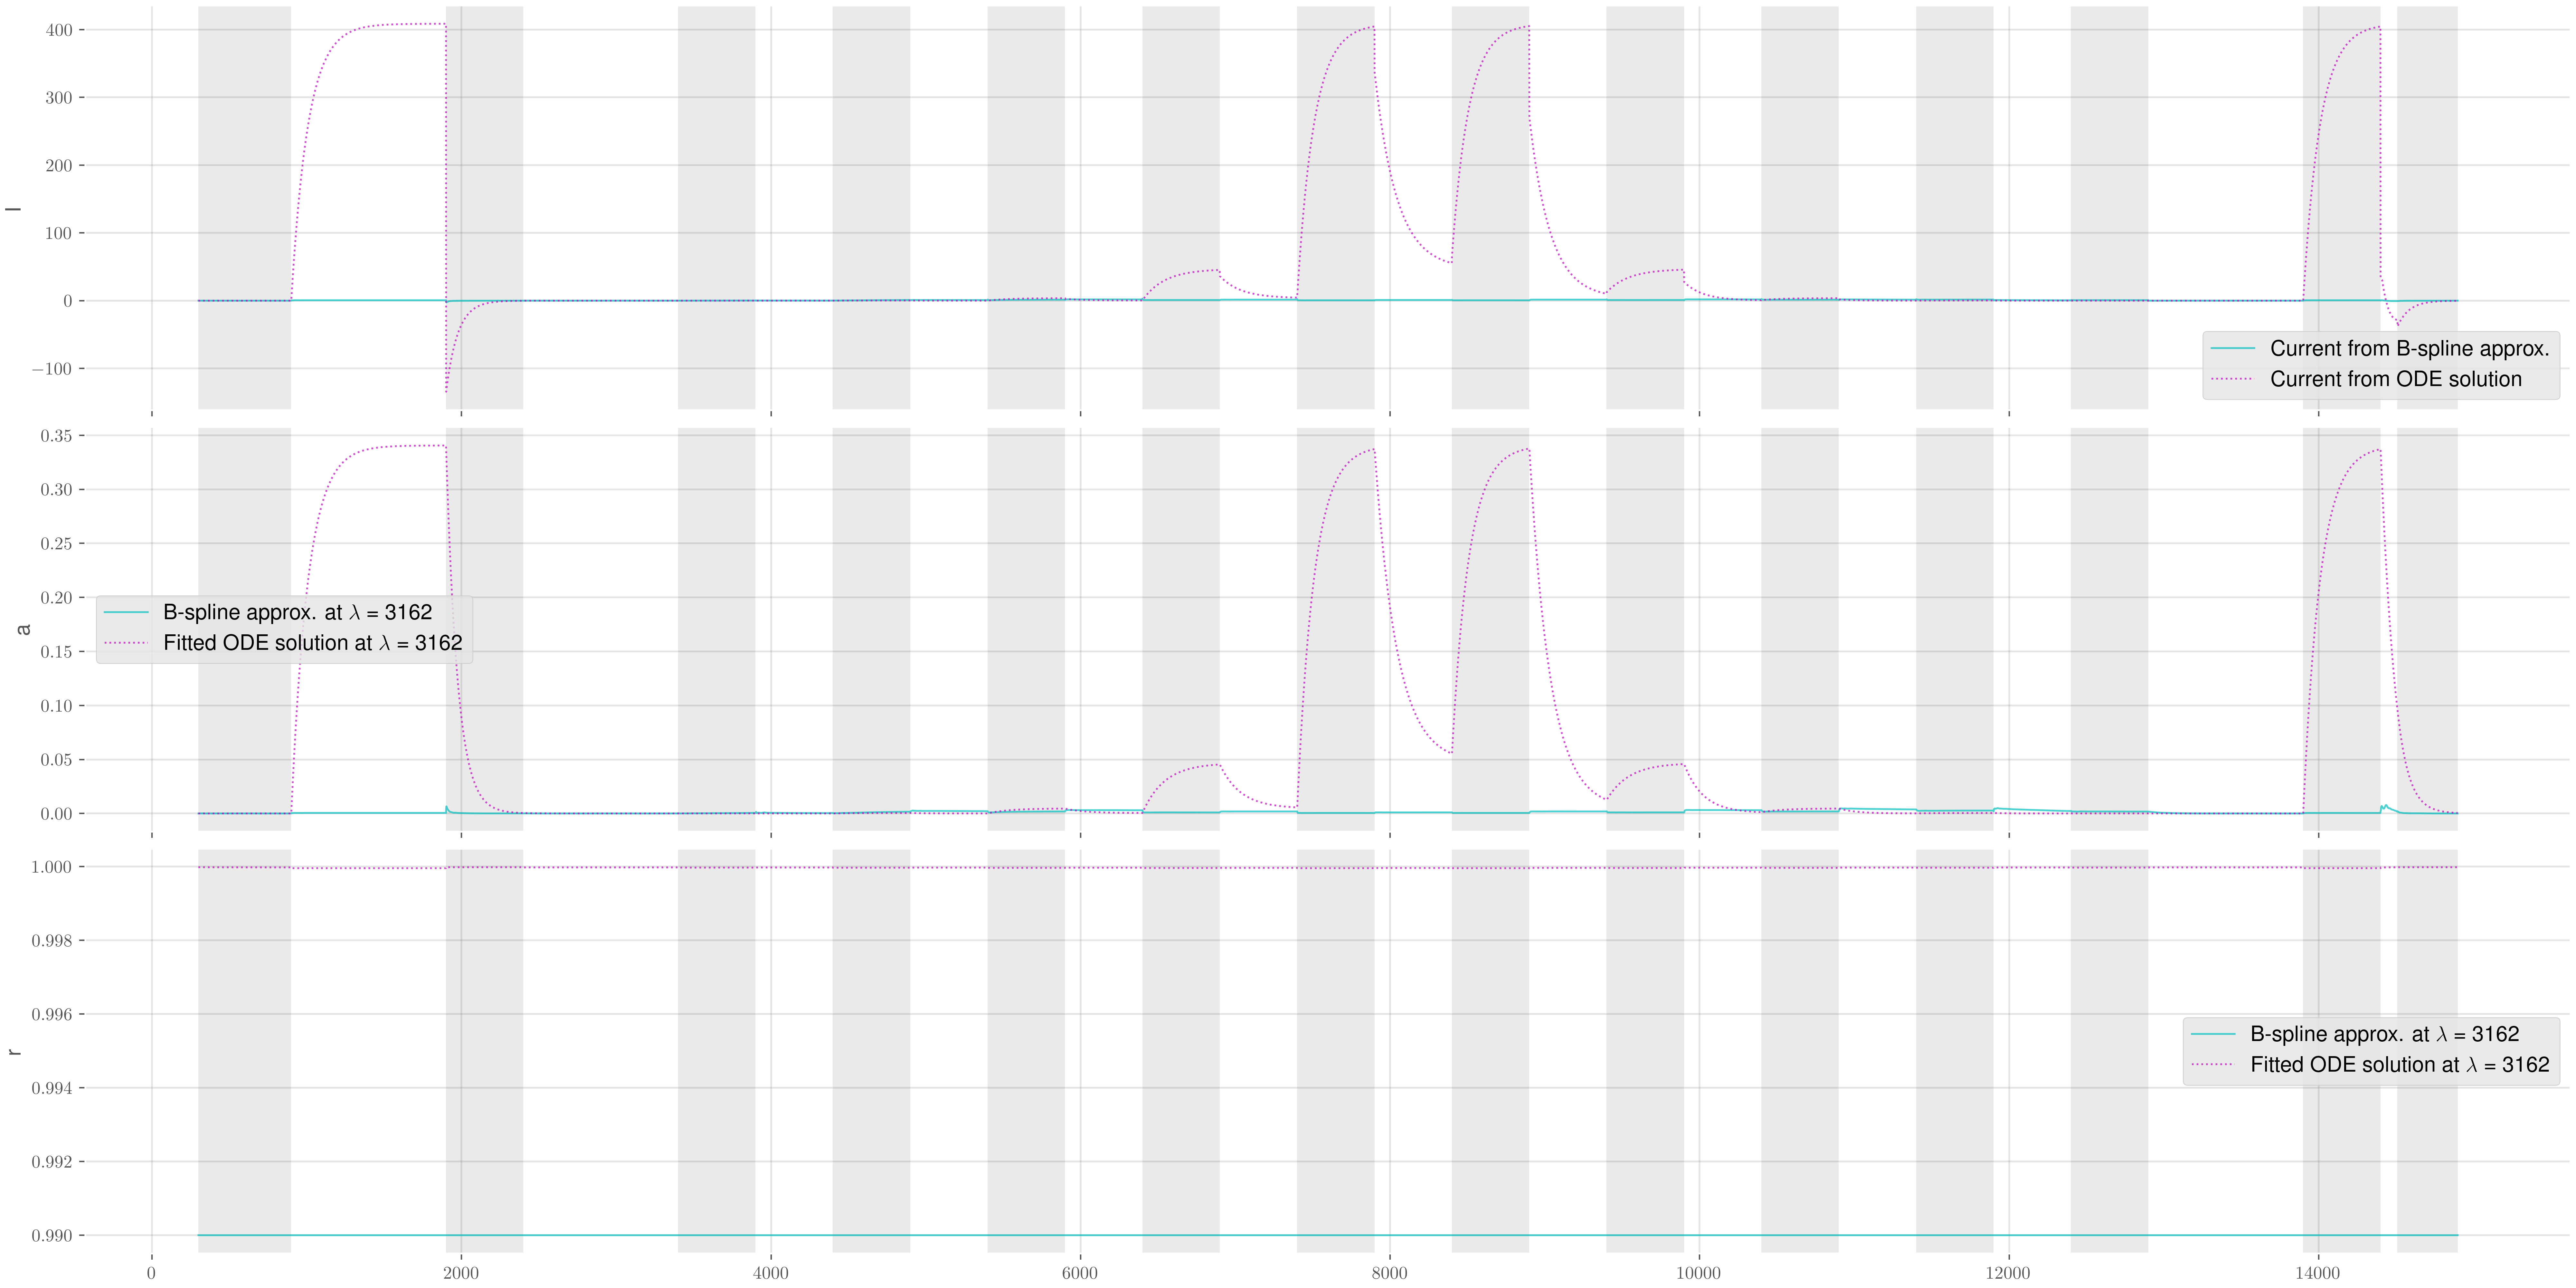 400
300
200
100
0
−100
I
Current from B-spline approx.
Current from ODE solution
0.35
0.30
0.25
0.20
0.15
0.10
0.05
0.00
a
B-spline approx. at λ = 3162
Fitted ODE solution at λ = 3162
1.000
0.998
0.996
0.994
0.992
0.990
r
B-spline approx. at λ = 3162
Fitted ODE solution at λ = 3162
0 2000 4000 6000 8000 10000 12000 14000